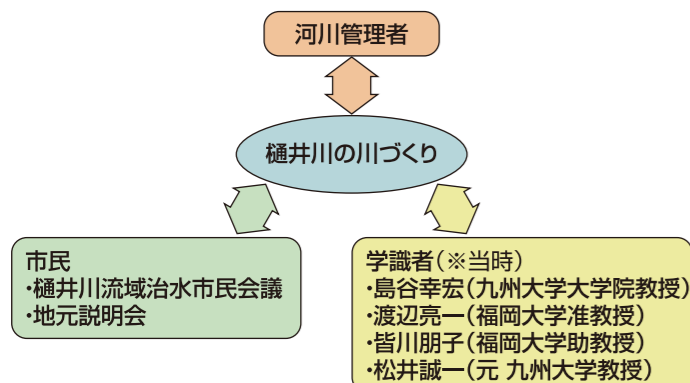 河川管理者
樋井川の川づくり
市民
・樋井川流域治水市民会議
・地元説明会
学識者(※当時)
・島谷幸宏(九州大学大学院教授)
・渡辺亮一(福岡大学准教授)
・皆川朋子(福岡大学助教授)
・松井誠一(元 九州大学教授)